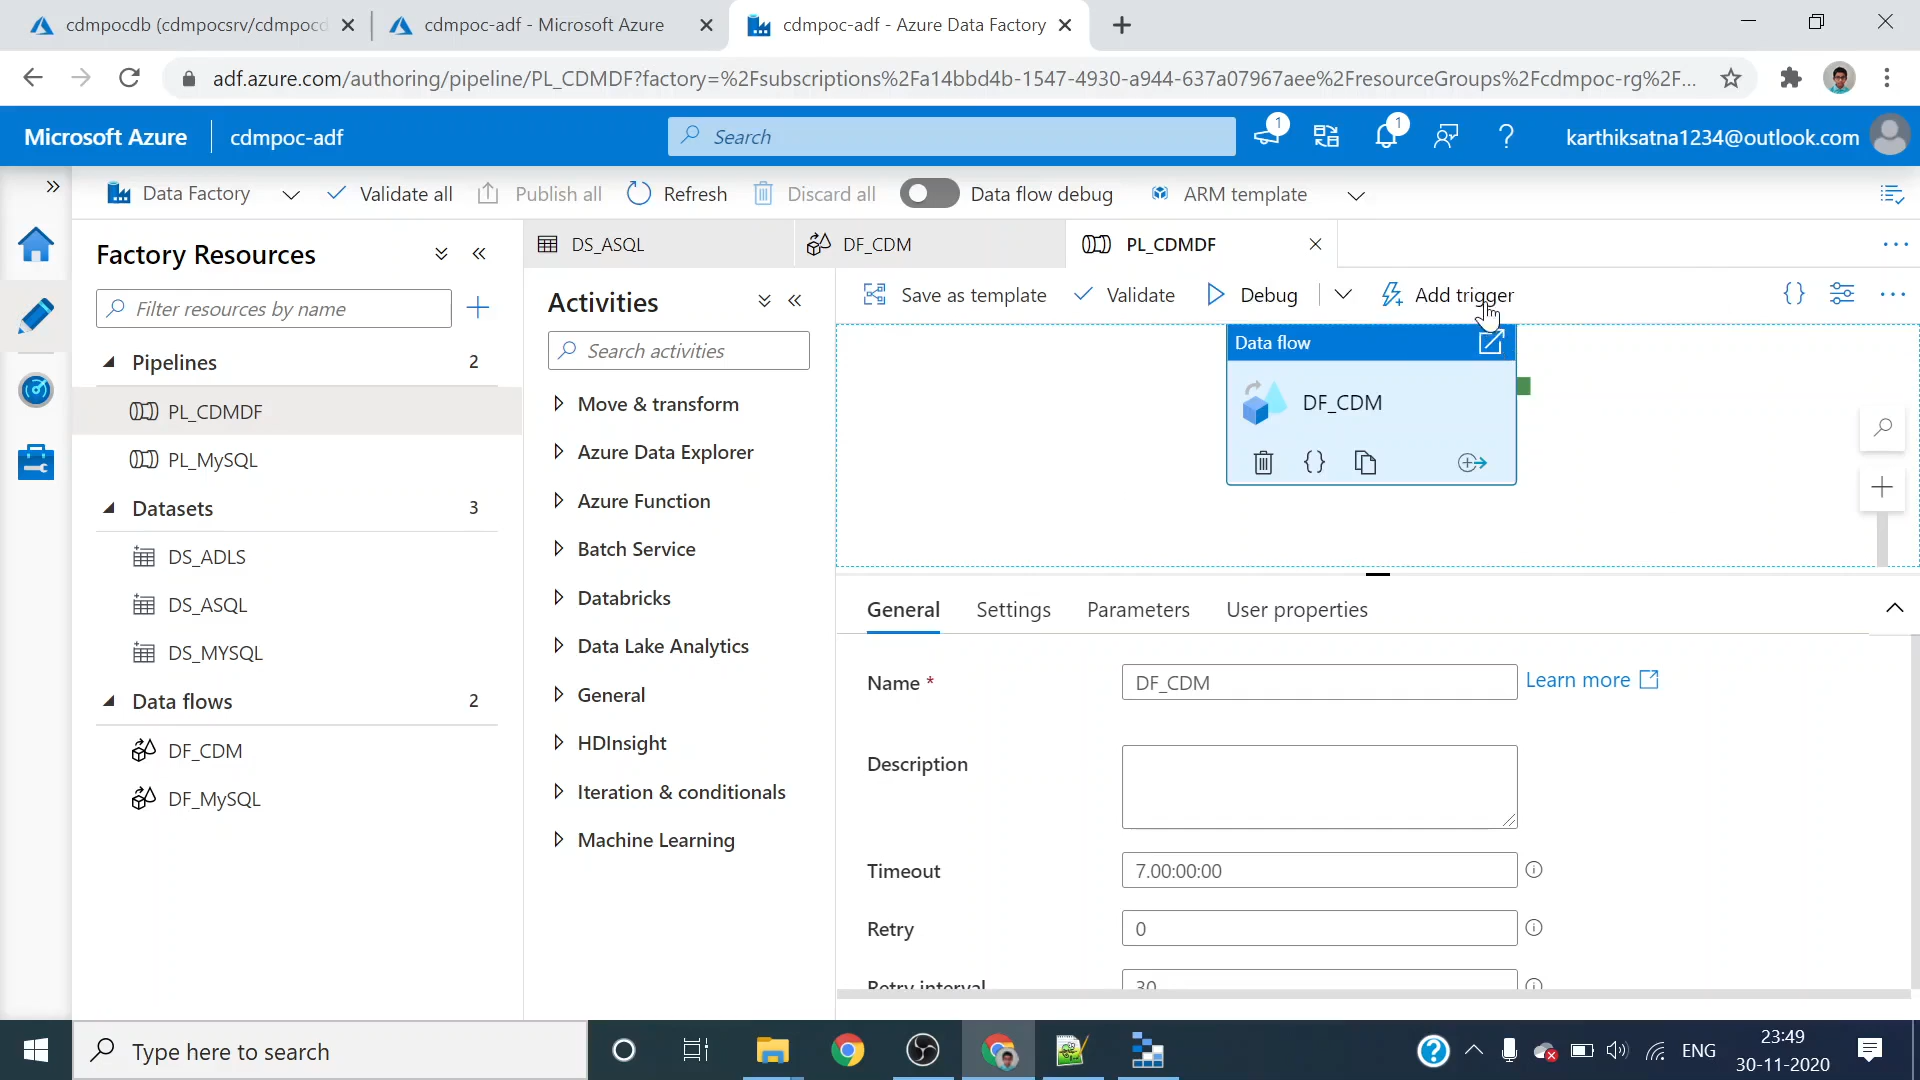 cdmpocdb (cdmpocsrv/cdmpocd
cdmpoc-adf - Microsoft Azure
cdmpoc-adf - Azure Data Factory
adf.azure.com/authoring/pipeline/PL_CDMDF?factory=%2Fsubscriptions%2Fa14bbd4b-1547-4930-a944-637a07967aee%2FresourceGroups%2Fcdmpoc-rg%2F...
Microsoft Azure
cdmpoc-adf
Search
1
1
karthiksatna1234@outlook.com
Data Factory
Validate all
Publish all
Refresh
Discard all
Data flow debug
ARM template
Factory Resources
Filter resources by name
Pipelines 2
PL_CDMDF
PL_MySQL
Datasets 3
DS_ADLS
DS_ASQL
DS_MYSQL
Data flows 2
DF_CDM
DF_MySQL
DS_ASQL
DF_CDM
PL_CDMDF
Activities
Search activities
Move & transform
Azure Data Explorer
Azure Function
Batch Service
Databricks
Data Lake Analytics
General
HDInsight
Iteration & conditionals
Machine Learning
Save as template
Validate
Debug
Add trigger
Data flow
DF_CDM
General
Settings
Parameters
User properties
Name * DF_CDM Learn more
Description
Timeout 7.00:00:00
Retry 0
Retry interval 30
Type here to search
ENG
23:49
30-11-2020